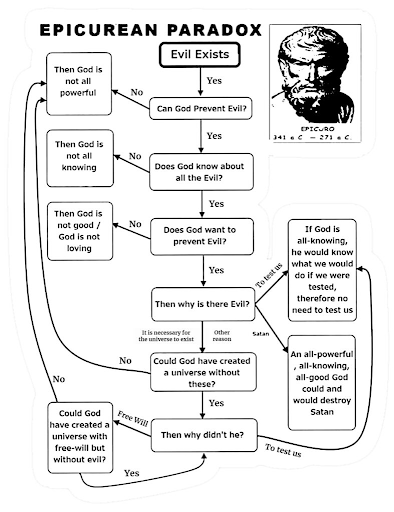 EPICUREAN PARADOX
Evil Exists
Yes
Then God is
not all
powerful
No
Can God Prevent Evil?
EPICURO
341 a C. — 271 a C.
Yes
Then God is
not all
knowing
No
Does God know about
all the Evil?
Yes
Then God is
not good /
God is not
loving
No
Does God want to
prevent Evil?
Yes
If God is
all-knowing,
he would know
what we would
do if we were
tested,
therefore no
need to test us
To test us
Then why is there Evil?
It is necessary for
the universe to exist
Other
reason
Satan
An all-powerful
, all-knowing,
all-good God
could and
would destroy
Satan
No
Could God have created
a universe without
these?
Yes
No
Could God
have created a
universe with
free-will but
without evil?
Free Will
Then why didn't he?
To test us
Yes